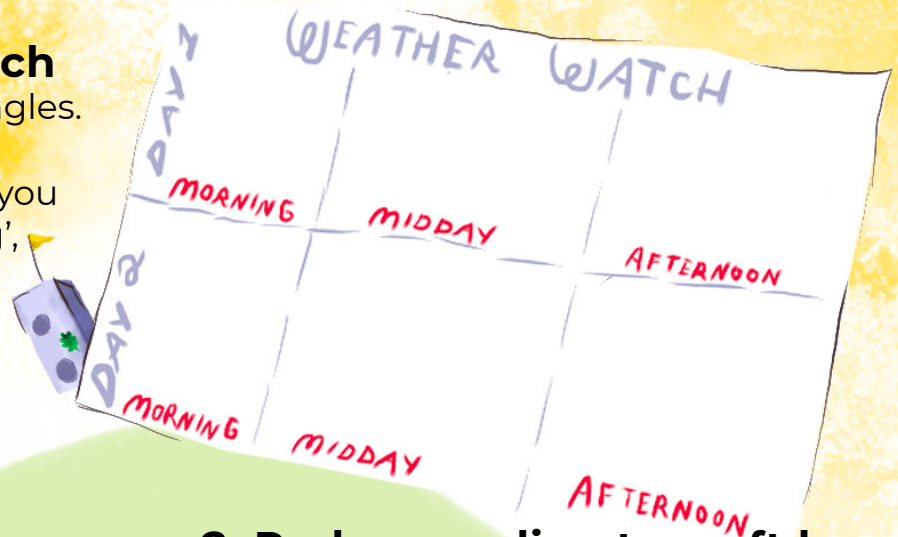 ch
WEATHER WATCH
DAY 1
MORNING
MIDDAY
AFTERNOON
gles.
you
DAY 2
MORNING
MIDDAY
AFTERNOON